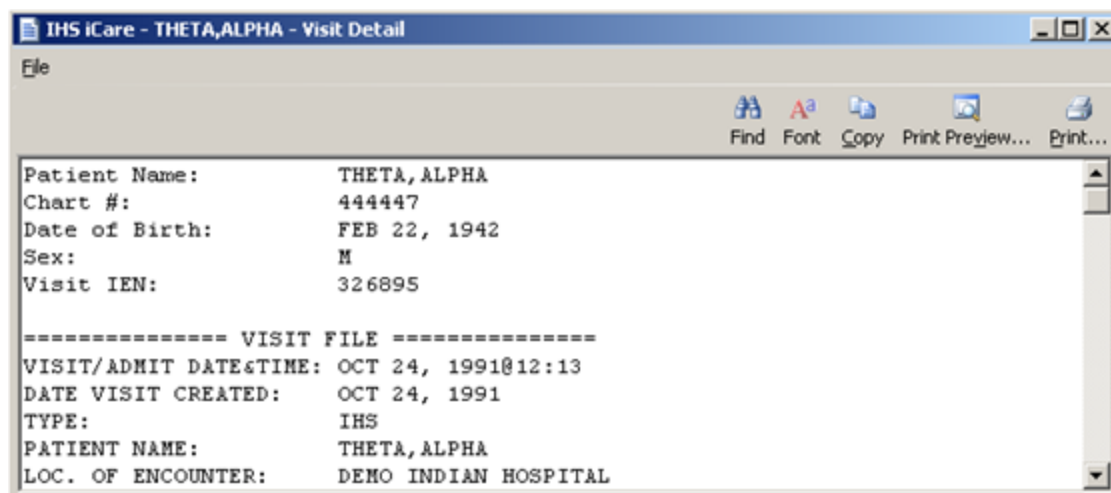 IHS iCare - THETA,ALPHA - Visit Detail
File
Find Font Copy Print Preview... Print...
Patient Name: THETA,ALPHA
Chart #: 444447
Date of Birth: FEB 22, 1942
Sex: M
Visit IEN: 326895
=============== VISIT FILE ===============
VISIT/ADMIT DATE&TIME: OCT 24, 1991@12:13
DATE VISIT CREATED: OCT 24, 1991
TYPE: IHS
PATIENT NAME: THETA,ALPHA
LOC. OF ENCOUNTER: DEMO INDIAN HOSPITAL